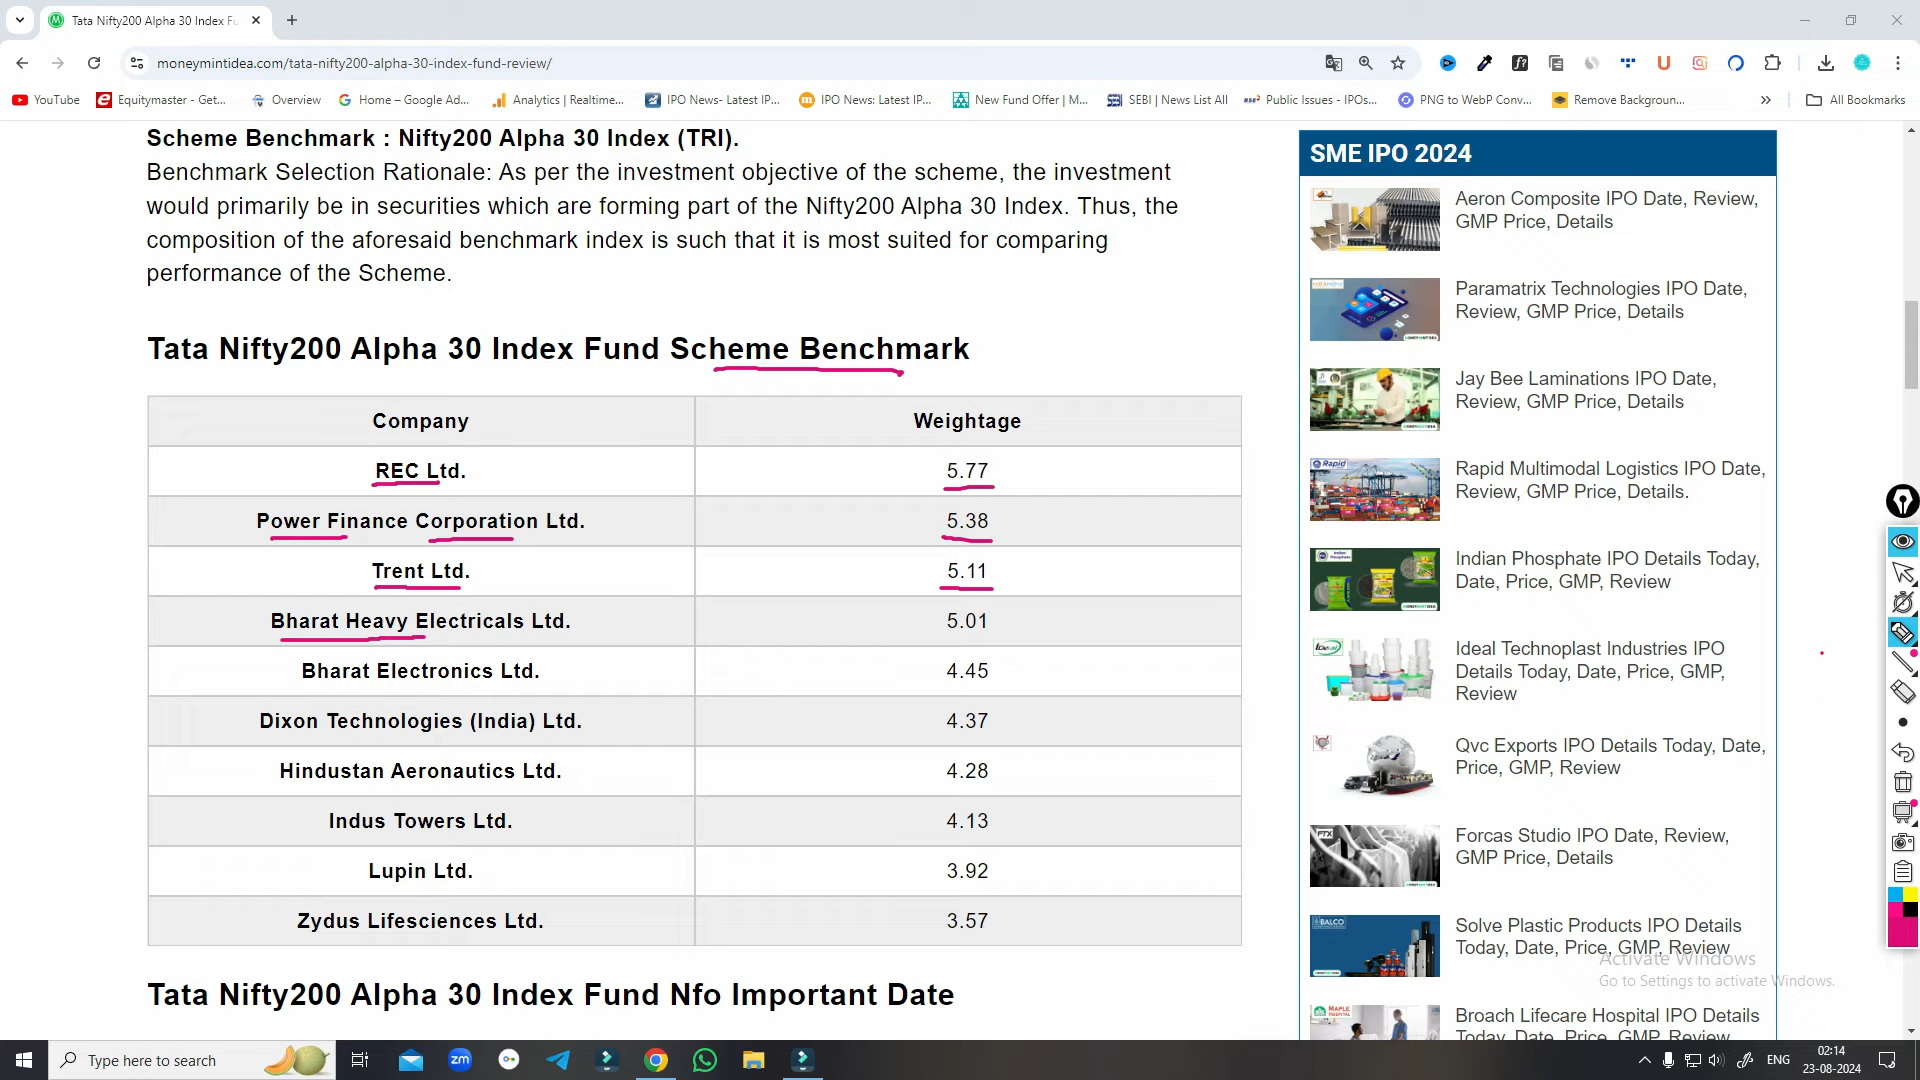 Tata Nifty200 Alpha 30 Index Fu
moneymintidea.com/tata-nifty200-alpha-30-index-fund-review/
YouTube
Equitymaster - Get...
Overview
Home – Google Ad...
Analytics | Realtime...
IPO News- Latest IP...
IPO News: Latest IP...
New Fund Offer | M...
SEBI | News List All
Public Issues - IPOs...
PNG to WebP Conv...
Remove Backgroun...
All Bookmarks
Scheme Benchmark : Nifty200 Alpha 30 Index (TRI).
Benchmark Selection Rationale: As per the investment objective of the scheme, the investment
would primarily be in securities which are forming part of the Nifty200 Alpha 30 Index. Thus, the
composition of the aforesaid benchmark index is such that it is most suited for comparing
performance of the Scheme.
Tata Nifty200 Alpha 30 Index Fund Scheme Benchmark
Company Weightage
REC Ltd. 5.77
Power Finance Corporation Ltd. 5.38
Trent Ltd. 5.11
Bharat Heavy Electricals Ltd. 5.01
Bharat Electronics Ltd. 4.45
Dixon Technologies (India) Ltd. 4.37
Hindustan Aeronautics Ltd. 4.28
Indus Towers Ltd. 4.13
Lupin Ltd. 3.92
Zydus Lifesciences Ltd. 3.57
Tata Nifty200 Alpha 30 Index Fund Nfo Important Date
SME IPO 2024
Aeron Composite IPO Date, Review,
GMP Price, Details
Paramatrix Technologies IPO Date,
Review, GMP Price, Details
Jay Bee Laminations IPO Date,
Review, GMP Price, Details
Rapid
Rapid Multimodal Logistics IPO Date,
Review, GMP Price, Details.
Indian Phosphate IPO Details Today,
Date, Price, GMP, Review
Ideal
Ideal Technoplast Industries IPO
Details Today, Date, Price, GMP,
Review
Qvc Exports IPO Details Today, Date,
Price, GMP, Review
FTX
Forcas Studio IPO Date, Review,
GMP Price, Details
BALCO
Solve Plastic Products IPO Details
Today, Date, Price, GMP, Review
MAPLE
HOSPITAL
Broach Lifecare Hospital IPO Details
Today, Date, Price, GMP, Review
Activate Windows
Go to Settings to activate Windows.
Type here to search
zm
ENG
02:14
23-08-2024